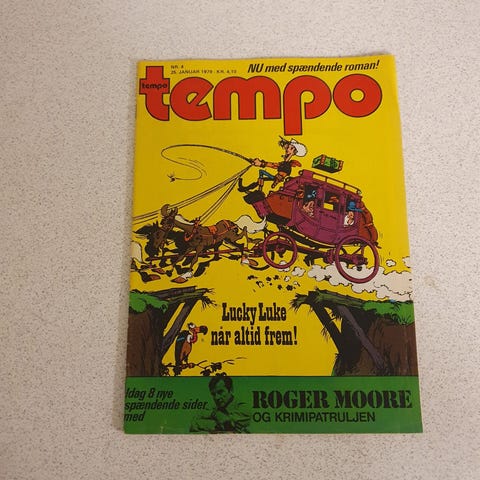 NR. 4
25. JANUAR 1979 - KR. 4,70
NU med spændende roman!
tempo
tempo
Lucky Luke
når altid frem!
Idag 8 nye
spændende sider
med
ROGER MOORE
OG KRIMIPATRULJEN